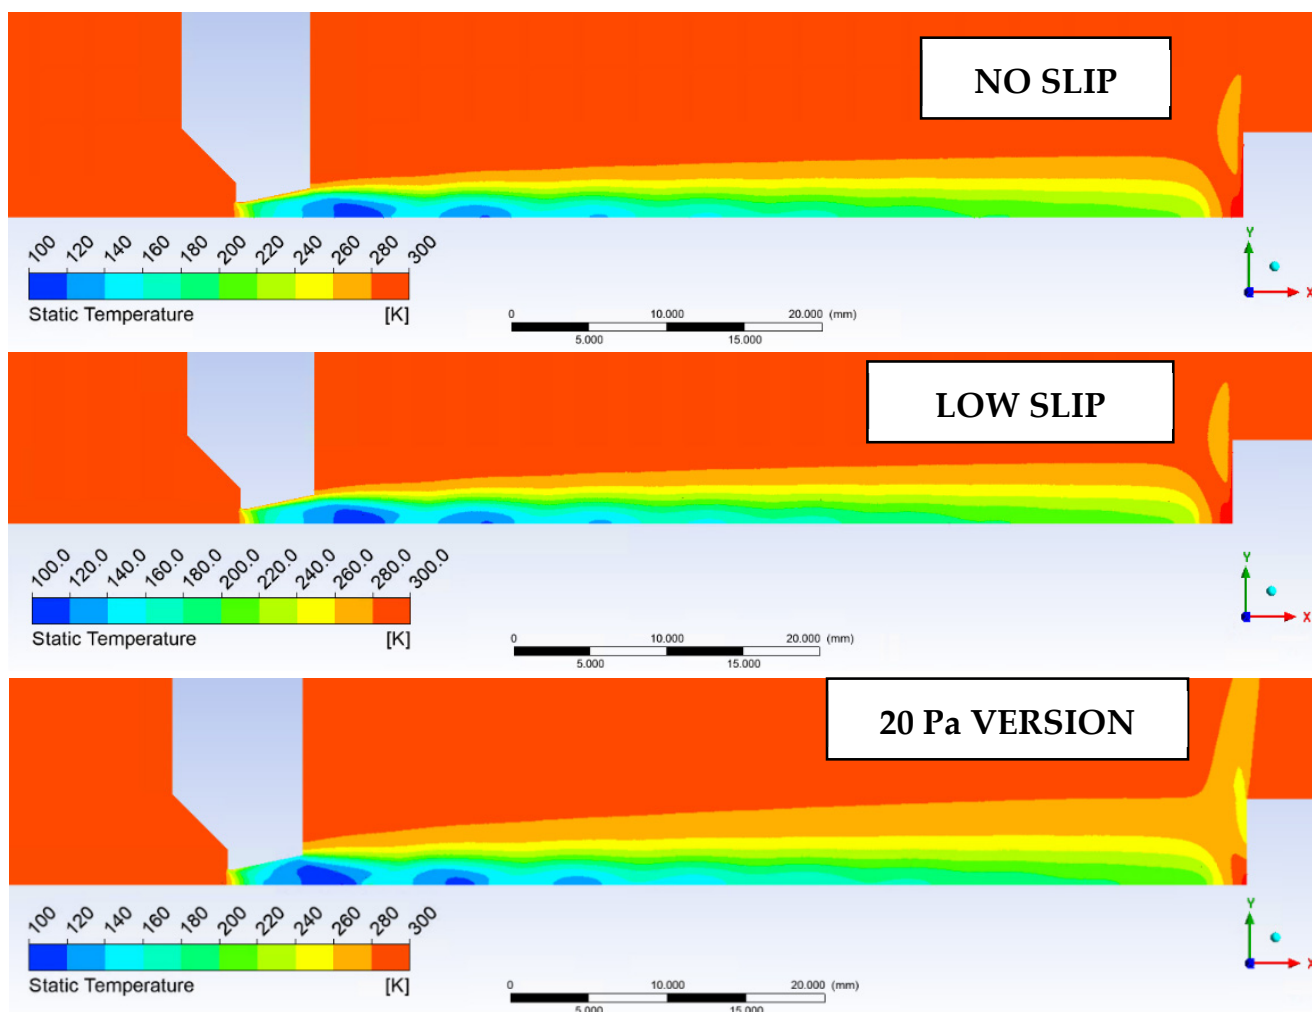 NO SLIP
100 120 140 160 180 200 220 240 260 280 300
Static Temperature [K]
0 10.000 20.000 (mm)
5.000 15.000
Y
X
LOW SLIP
100.0 120.0 140.0 160.0 180.0 200.0 220.0 240.0 260.0 280.0 300.0
Static Temperature [K]
0 10.000 20.000 (mm)
5.000 15.000
Y
X
20 Pa VERSION
100 120 140 160 180 200 220 240 260 280 300
Static Temperature [K]
0 10.000 20.000 (mm)
5.000 15.000
Y
X